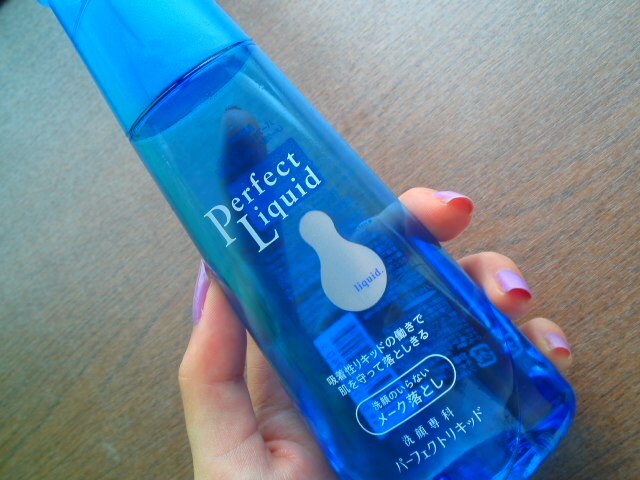 Perfect
Liquid
liquid.
吸着性リキッドの働きで
肌を守って落としきる
洗顔のいらない
メーク落とし
洗顔専科
パーフェクトリキッド